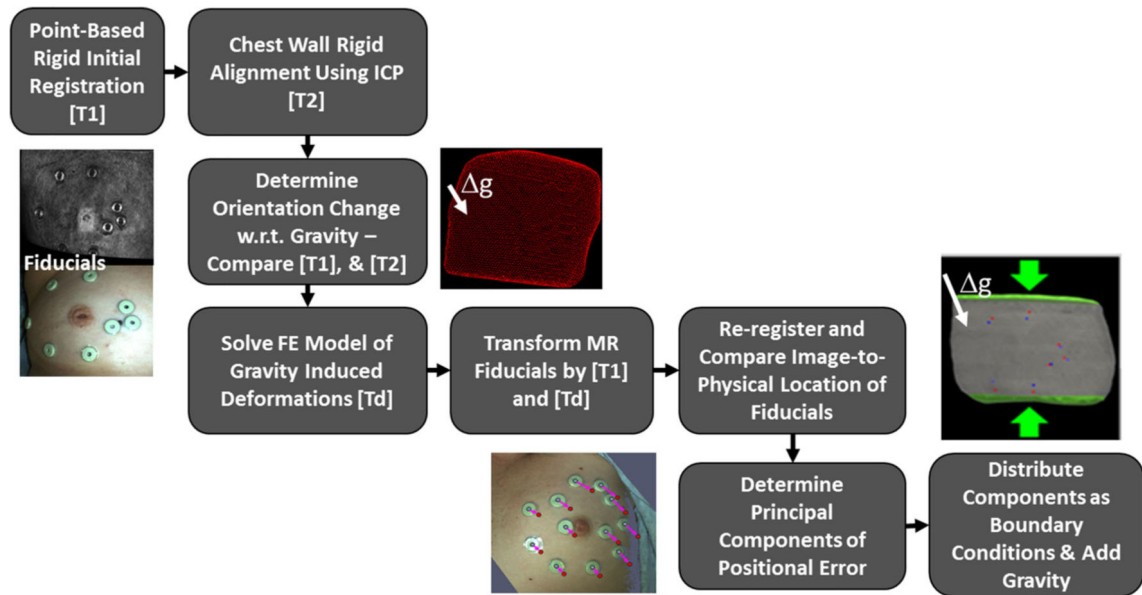 Point-Based
Rigid Initial
Registration
[T1]
Chest Wall Rigid
Alignment Using ICP
[T2]
Determine
Orientation Change
w.r.t. Gravity –
Compare [T1], & [T2]
Δg
Fiducials
Solve FE Model of
Gravity Induced
Deformations [Td]
Transform MR
Fiducials by [T1]
and [Td]
Re-register and
Compare Image-to-
Physical Location of
Fiducials
Δg
Determine
Principal
Components of
Positional Error
Distribute
Components as
Boundary
Conditions & Add
Gravity